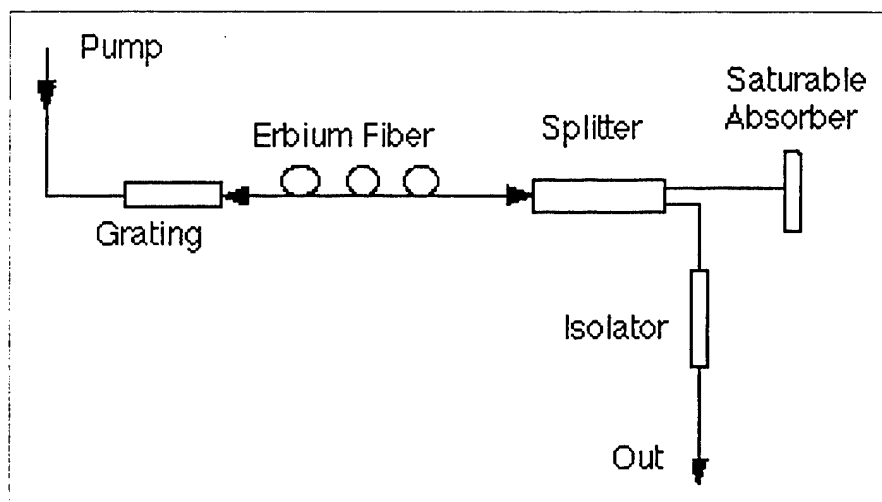 Pump
Saturable
Absorber
Splitter
Erbium Fiber
Grating
Isolator
Out